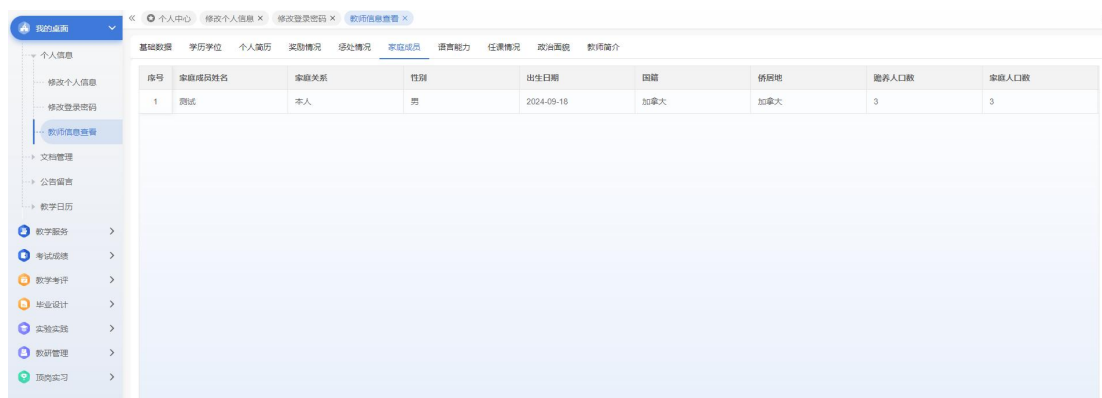 我的桌面
个人信息
修改个人信息
修改登录密码
教师信息查看
文档管理
公告留言
教学日历
教学服务
考试成绩
教学考评
毕业设计
实验实践
教研管理
顶岗实习
个人中心 修改个人信息 × 修改登录密码 × 教师信息查看 ×
基础数据 学历学位 个人简历 奖励情况 惩处情况 家庭成员 语言能力 任课情况 政治面貌 教师简介
序号 家庭成员姓名 家庭关系 性别 出生日期 国籍 侨居地 赡养人口数 家庭人口数
1 测试 本人 男 2024-09-18 加拿大 加拿大 3 3